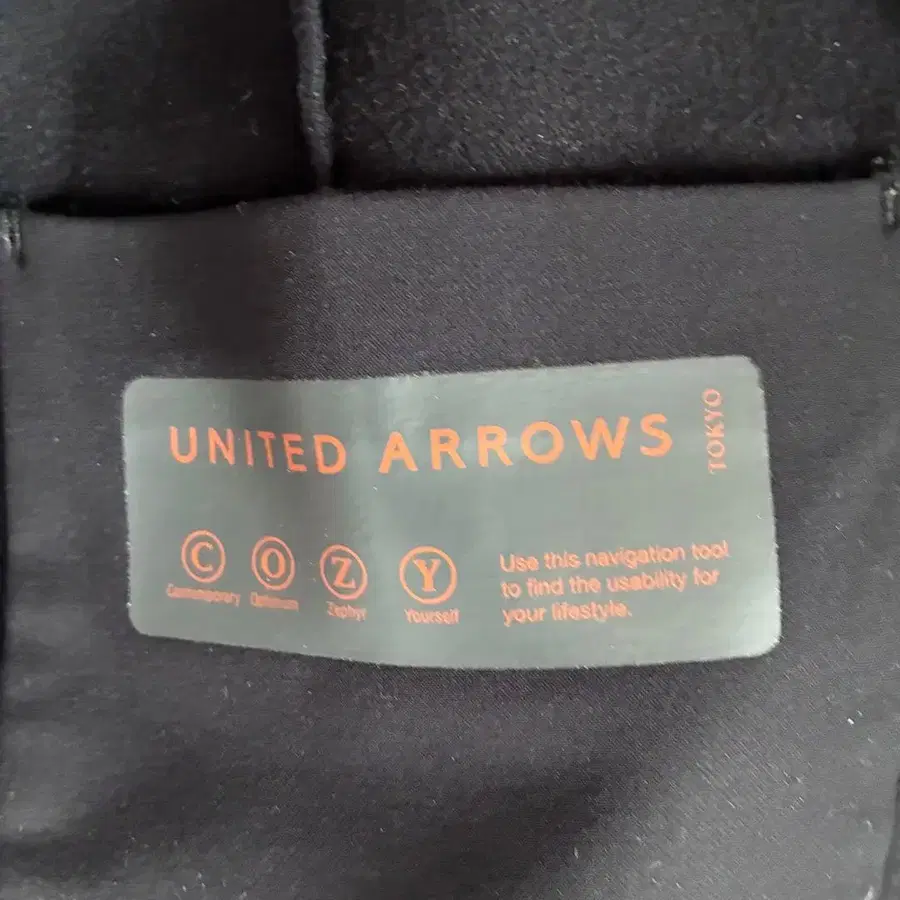 UNITED ARROWS
TOKYO
C O Z Y
Contemporary Optimum Zephyr Yourself
Use this navigation tool
to find the usability for
your lifestyle.